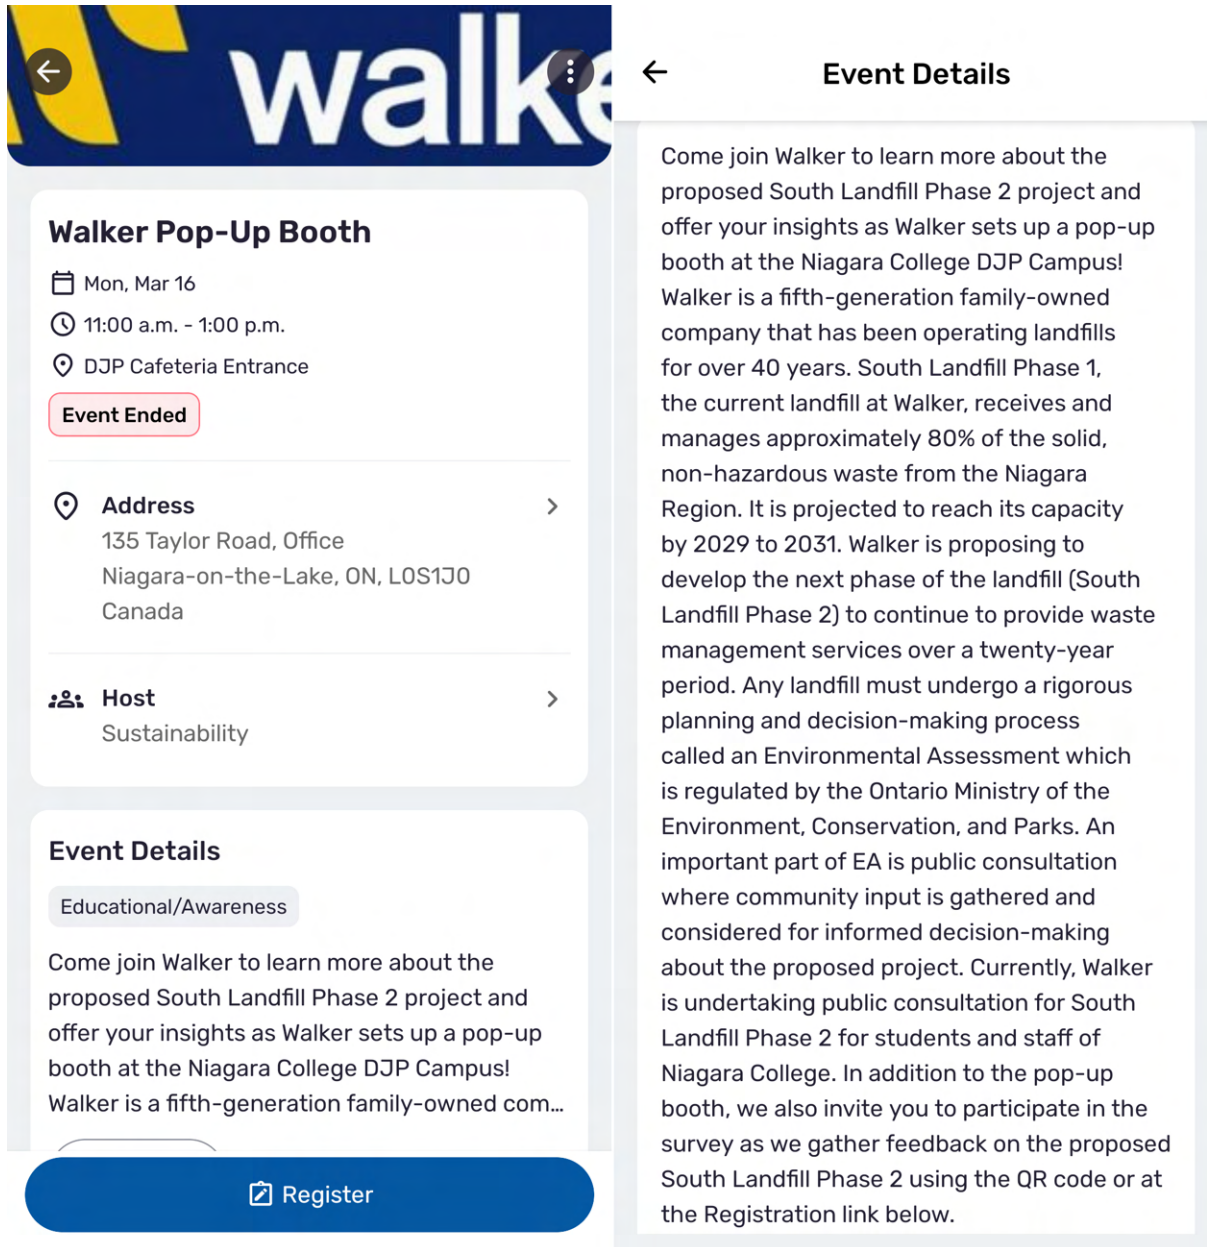 walke
Walker Pop-Up Booth
Mon, Mar 16
11:00 a.m. - 1:00 p.m.
DJP Cafeteria Entrance
Event Ended
Address
135 Taylor Road, Office
Niagara-on-the-Lake, ON, L0S1J0
Canada
Host
Sustainability
Event Details
Educational/Awareness
Come join Walker to learn more about the
proposed South Landfill Phase 2 project and
offer your insights as Walker sets up a pop-up
booth at the Niagara College DJP Campus!
Walker is a fifth-generation family-owned com...
Register
Event Details
Come join Walker to learn more about the
proposed South Landfill Phase 2 project and
offer your insights as Walker sets up a pop-up
booth at the Niagara College DJP Campus!
Walker is a fifth-generation family-owned
company that has been operating landfills
for over 40 years. South Landfill Phase 1,
the current landfill at Walker, receives and
manages approximately 80% of the solid,
non-hazardous waste from the Niagara
Region. It is projected to reach its capacity
by 2029 to 2031. Walker is proposing to
develop the next phase of the landfill (South
Landfill Phase 2) to continue to provide waste
management services over a twenty-year
period. Any landfill must undergo a rigorous
planning and decision-making process
called an Environmental Assessment which
is regulated by the Ontario Ministry of the
Environment, Conservation, and Parks. An
important part of EA is public consultation
where community input is gathered and
considered for informed decision-making
about the proposed project. Currently, Walker
is undertaking public consultation for South
Landfill Phase 2 for students and staff of
Niagara College. In addition to the pop-up
booth, we also invite you to participate in the
survey as we gather feedback on the proposed
South Landfill Phase 2 using the QR code or at
the Registration link below.